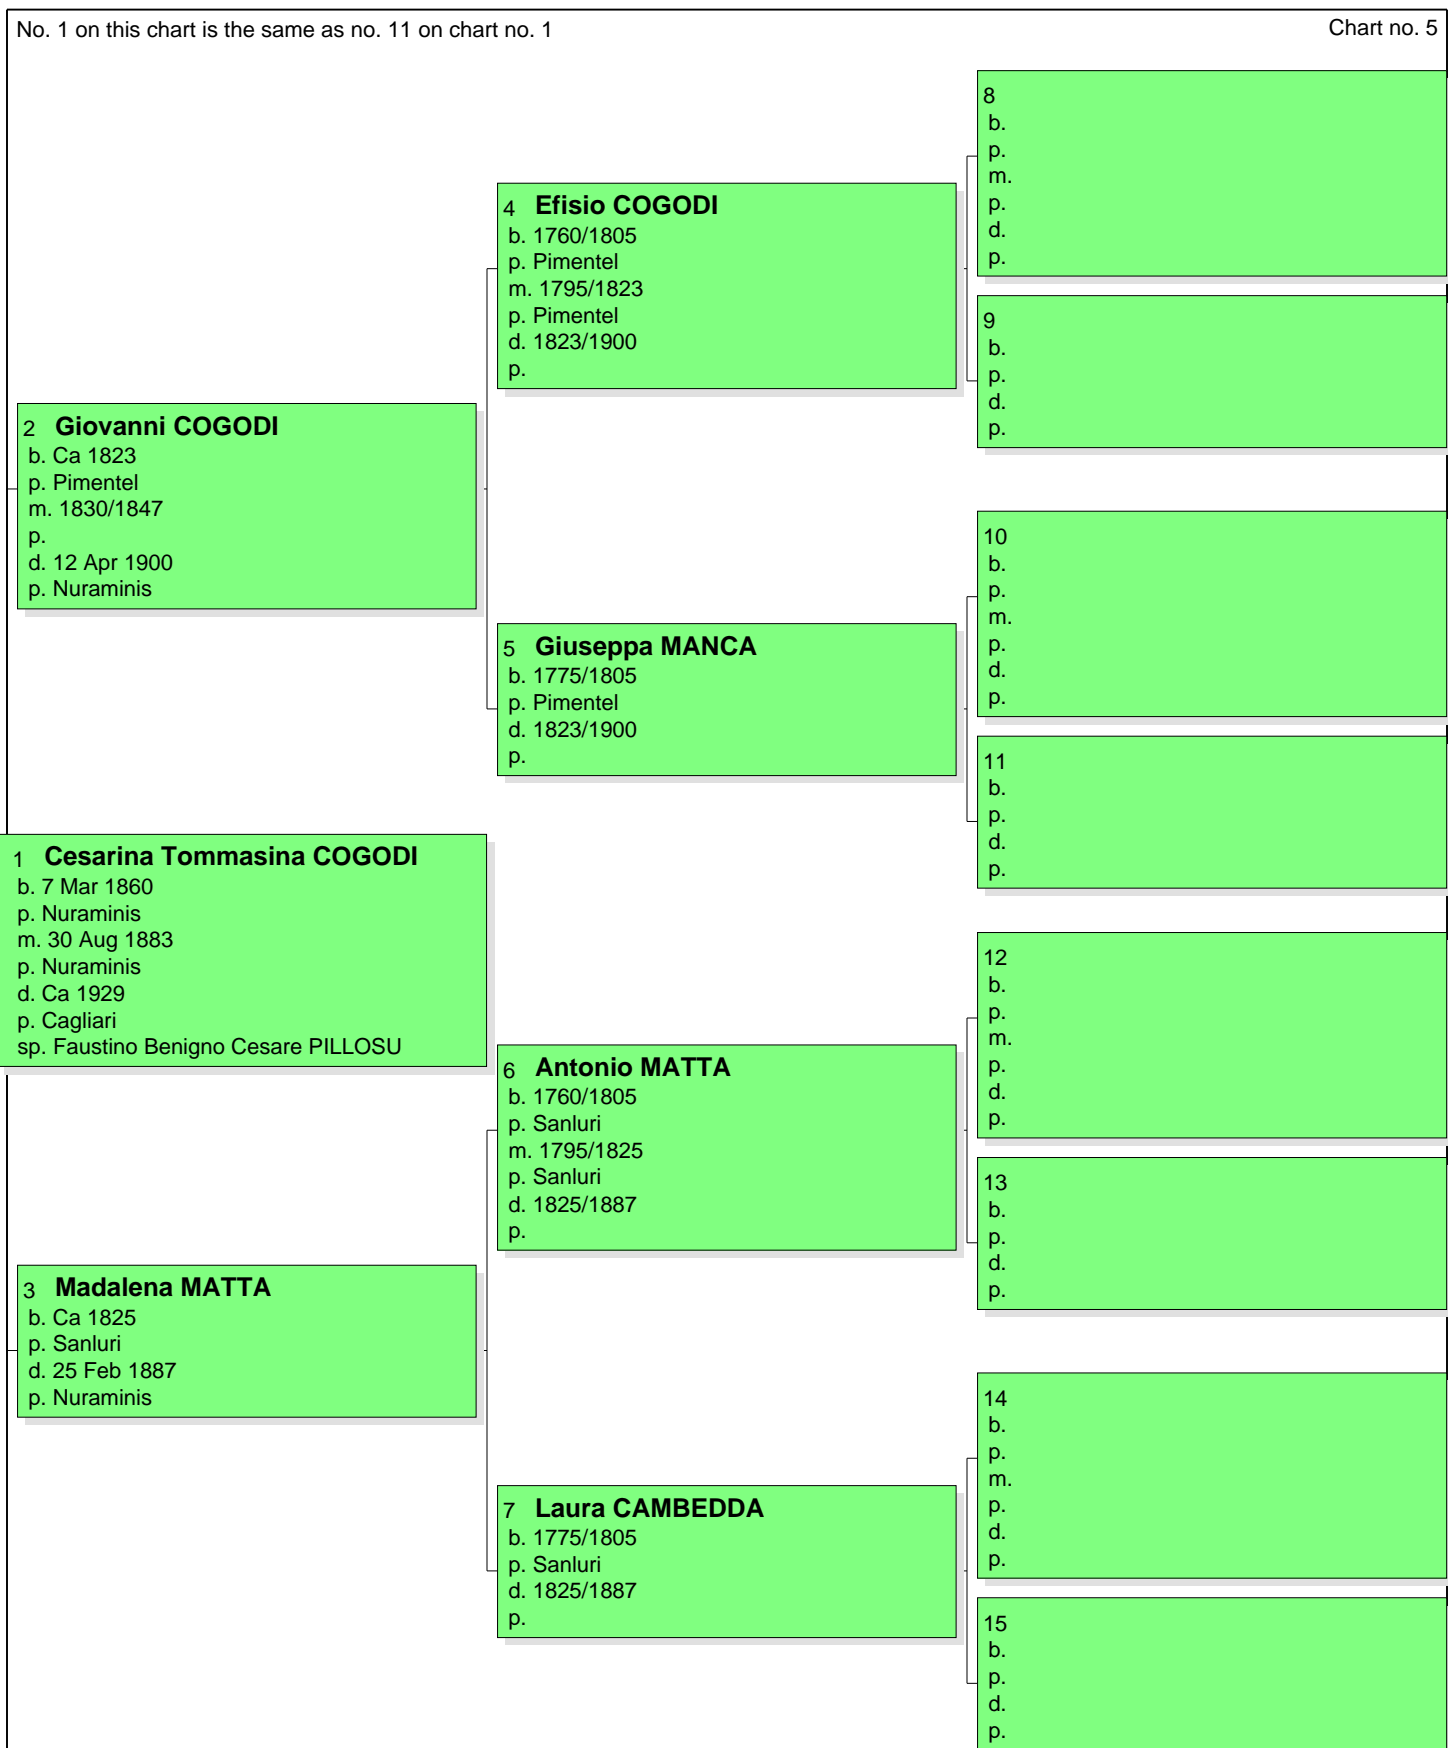 No. 1 on this chart is the same as no. 11 on chart no. 1
Chart no. 5
8
b.
p.
m.
p.
d.
p.
4 Efisio COGODI
b. 1760/1805
p. Pimentel
m. 1795/1823
p. Pimentel
d. 1823/1900
p.
9
b.
p.
d.
p.
2 Giovanni COGODI
b. Ca 1823
p. Pimentel
m. 1830/1847
p.
d. 12 Apr 1900
p. Nuraminis
10
b.
p.
m.
p.
d.
p.
5 Giuseppa MANCA
b. 1775/1805
p. Pimentel
d. 1823/1900
p.
11
b.
p.
d.
p.
1 Cesarina Tommasina COGODI
b. 7 Mar 1860
p. Nuraminis
m. 30 Aug 1883
p. Nuraminis
d. Ca 1929
p. Cagliari
sp. Faustino Benigno Cesare PILLOSU
12
b.
p.
m.
p.
d.
p.
6 Antonio MATTA
b. 1760/1805
p. Sanluri
m. 1795/1825
p. Sanluri
d. 1825/1887
p.
13
b.
p.
d.
p.
3 Madalena MATTA
b. Ca 1825
p. Sanluri
d. 25 Feb 1887
p. Nuraminis
14
b.
p.
m.
p.
d.
p.
7 Laura CAMBEDDA
b. 1775/1805
p. Sanluri
d. 1825/1887
p.
15
b.
p.
d.
p.